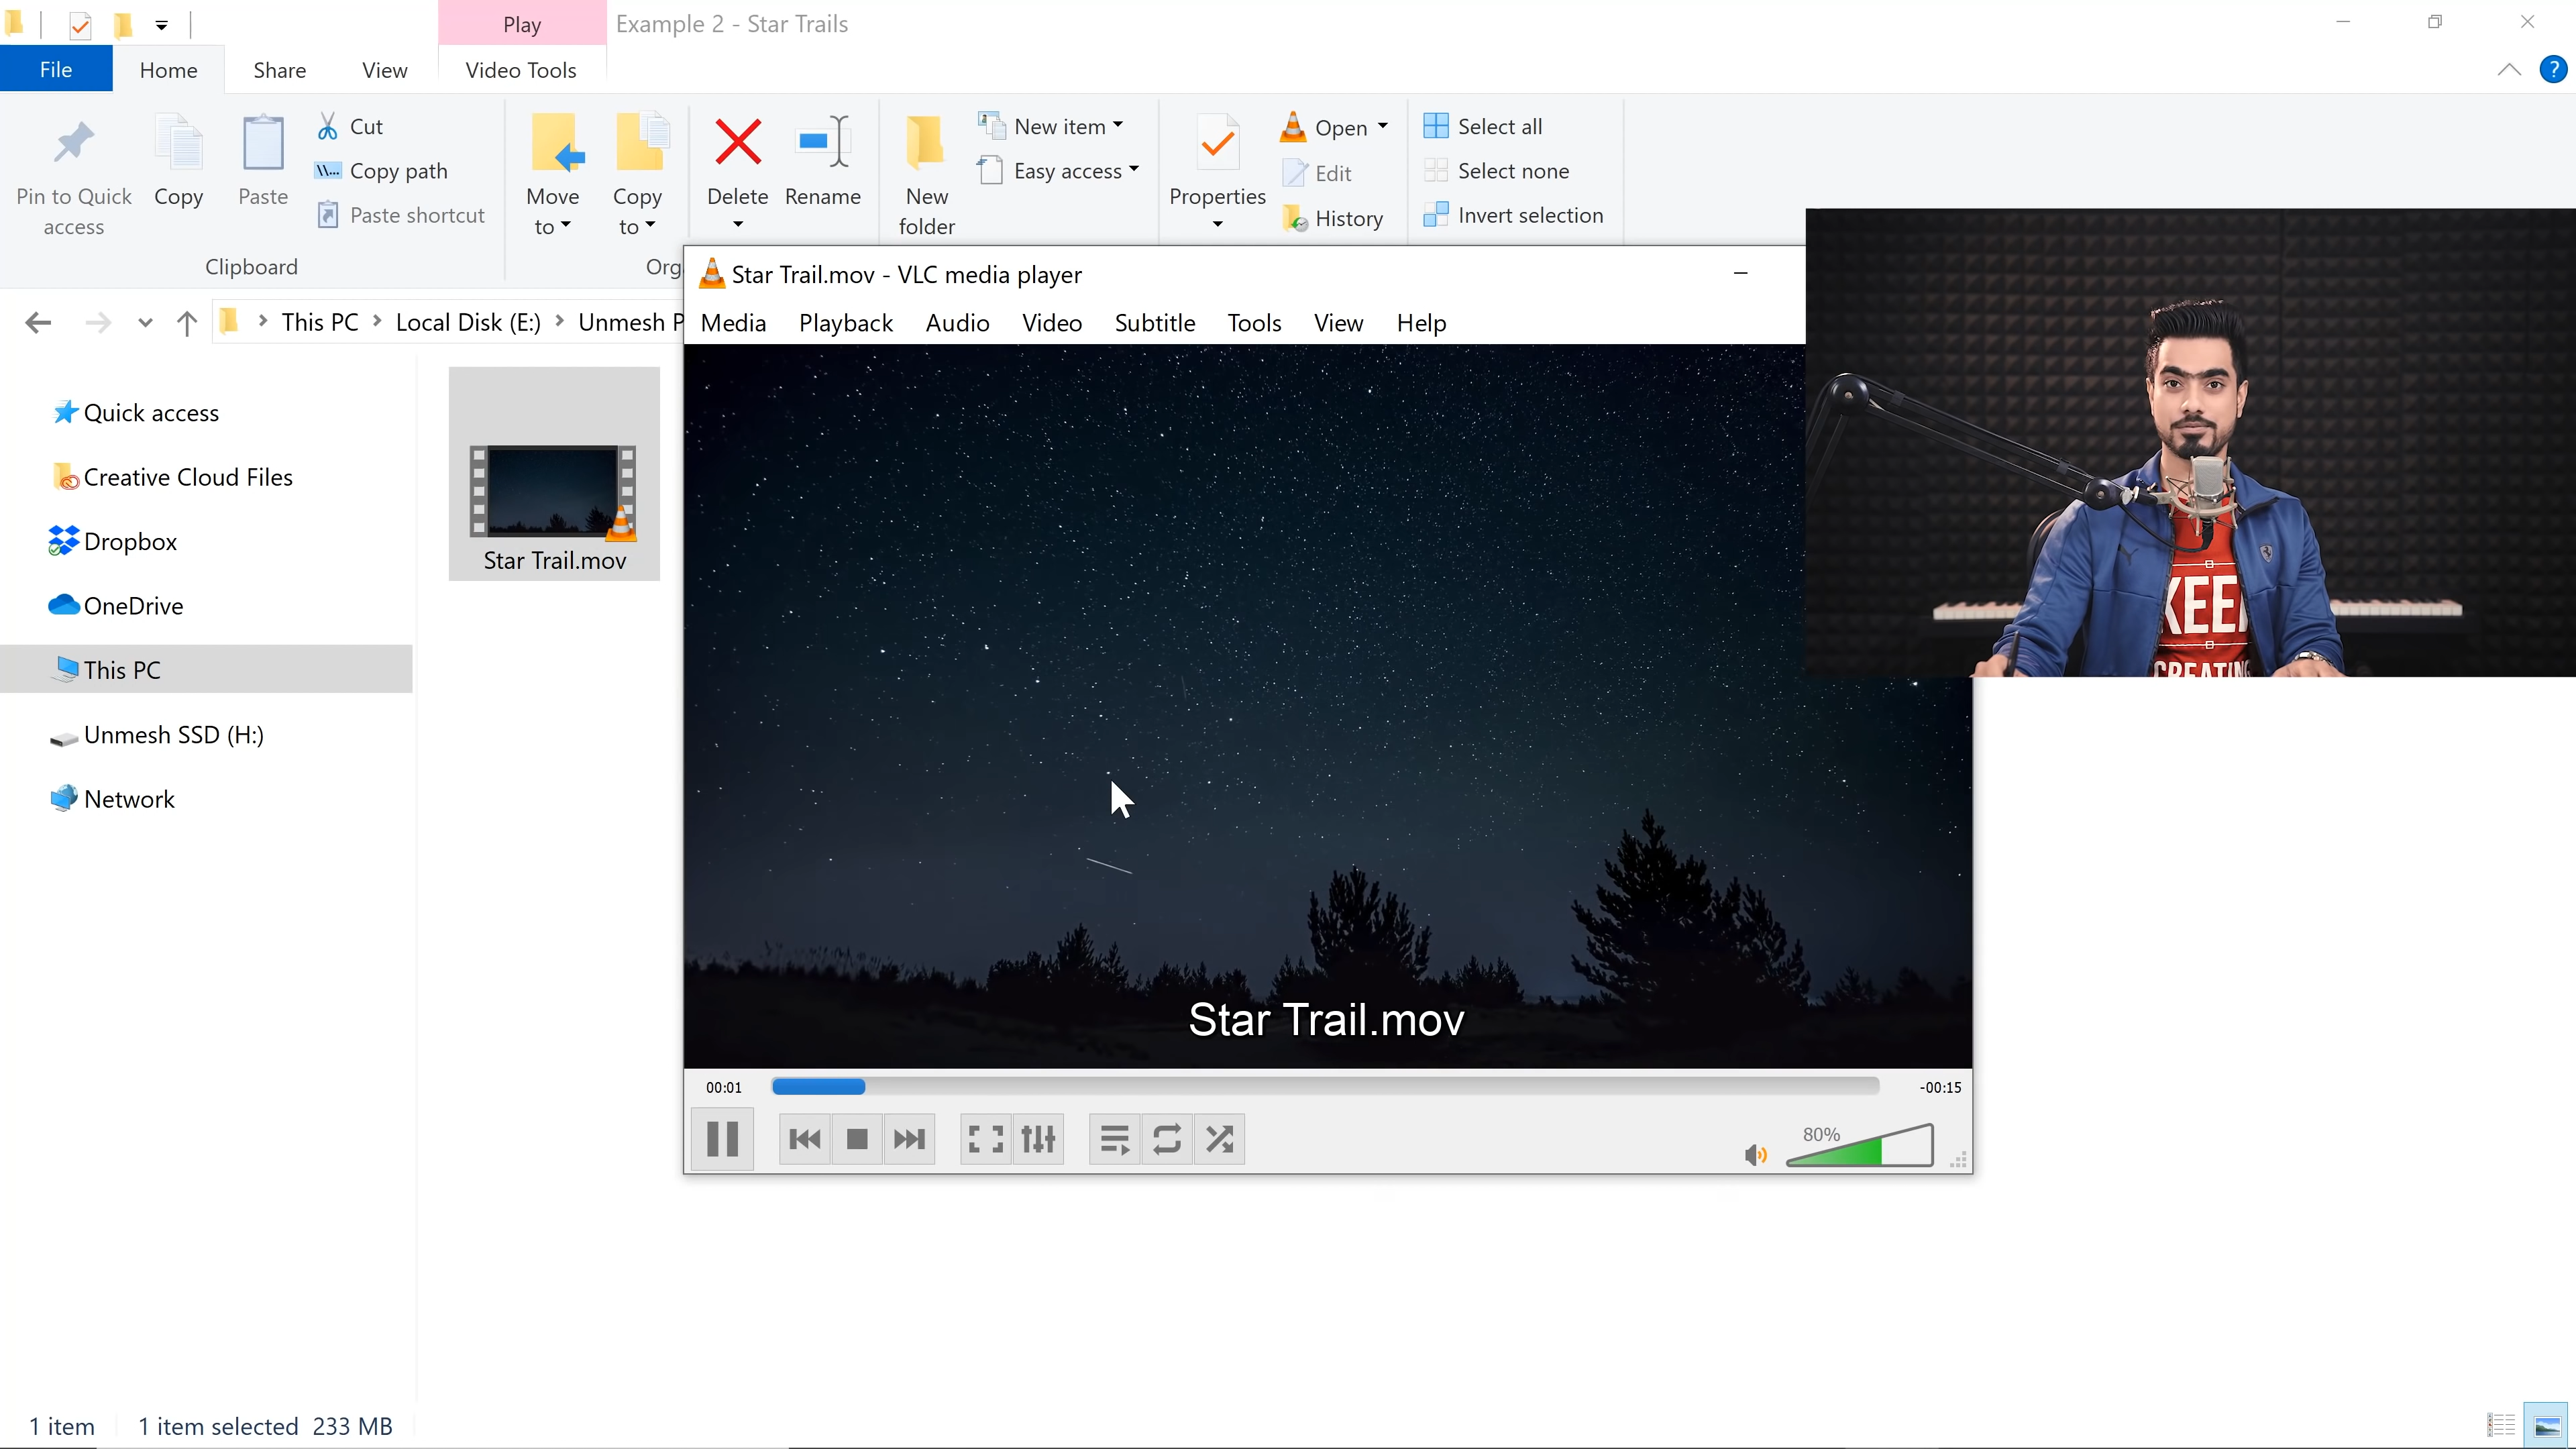 Play
Example 2 - Star Trails
File
Home
Share
View
Video Tools
Pin to Quick access
Copy
Paste
Cut
Copy path
Paste shortcut
Clipboard
Move to
Copy to
Delete
Rename
Org
New folder
New item
Easy access
Properties
Open
Edit
History
Select all
Select none
Invert selection
This PC
Local Disk (E:)
Unmesh P
Quick access
Creative Cloud Files
Dropbox
OneDrive
This PC
Unmesh SSD (H:)
Network
Star Trail.mov
Star Trail.mov - VLC media player
Media
Playback
Audio
Video
Subtitle
Tools
View
Help
Star Trail.mov
00:01
-00:15
80%
KEEP
CREATING
1 item
1 item selected 233 MB